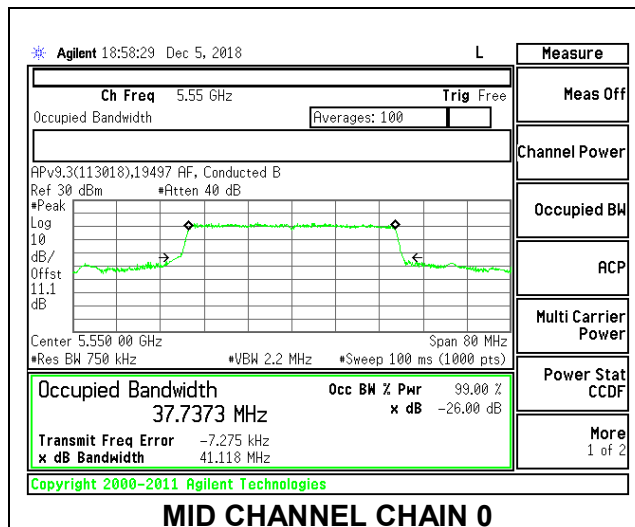 Agilent 18:58:29 Dec 5, 2018 L
Measure
Ch Freq 5.55 GHz Trig Free
Meas Off
Occupied Bandwidth Averages: 100
Channel Power
APv9.3(113018),19497 AF, Conducted B
Ref 30 dBm #Atten 40 dB
#Peak
Log
10
dB/
Offst
11.1
dB
Occupied BW
ACP
Center 5.550 00 GHz Span 80 MHz
#Res BW 750 kHz #VBW 2.2 MHz #Sweep 100 ms (1000 pts)
Multi Carrier
Power
Occupied Bandwidth Occ BW % Pwr 99.00 %
37.7373 MHz x dB -26.00 dB
Power Stat
CCDF
Transmit Freq Error -7.275 kHz
x dB Bandwidth 41.118 MHz
More
1 of 2
Copyright 2000-2011 Agilent Technologies
MID CHANNEL CHAIN 0